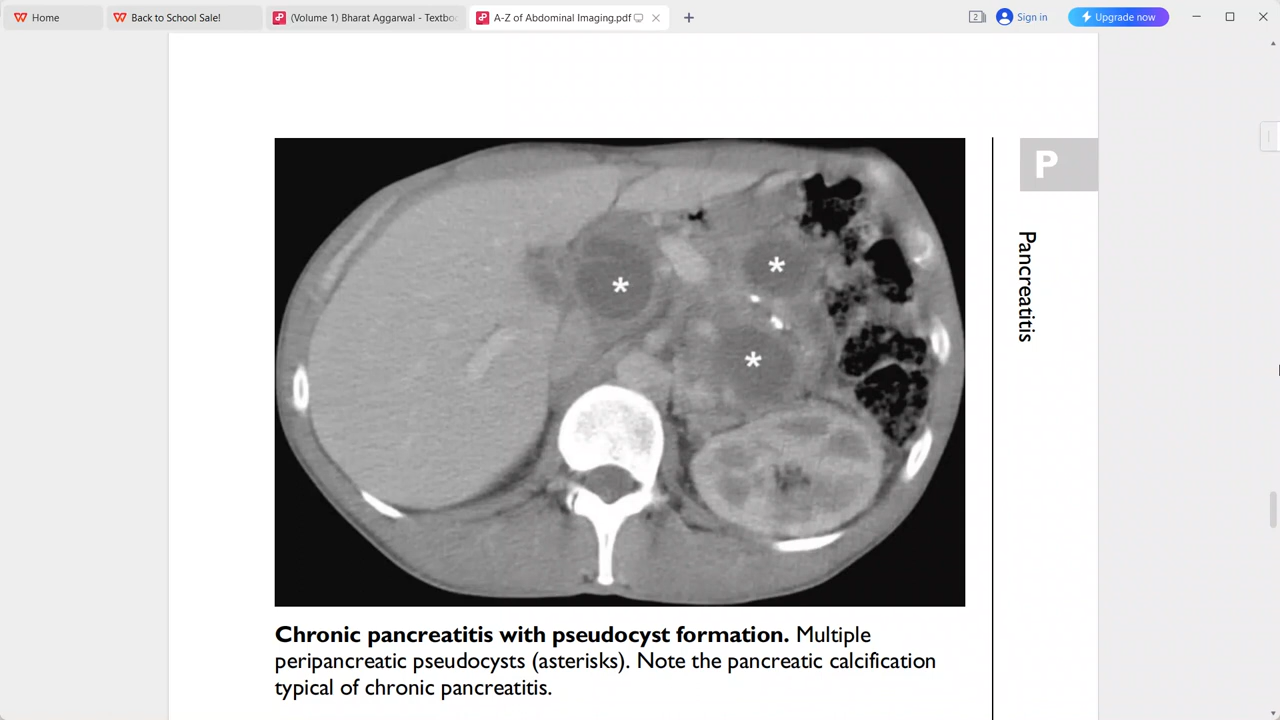 Home
Back to School Sale!
(Volume 1) Bharat Aggarwal - Textbo
A-Z of Abdominal Imaging.pdf
2
Sign in
Upgrade now
P
Pancreatitis
*
*
*
Chronic pancreatitis with pseudocyst formation. Multiple
peripancreatic pseudocysts (asterisks). Note the pancreatic calcification
typical of chronic pancreatitis.